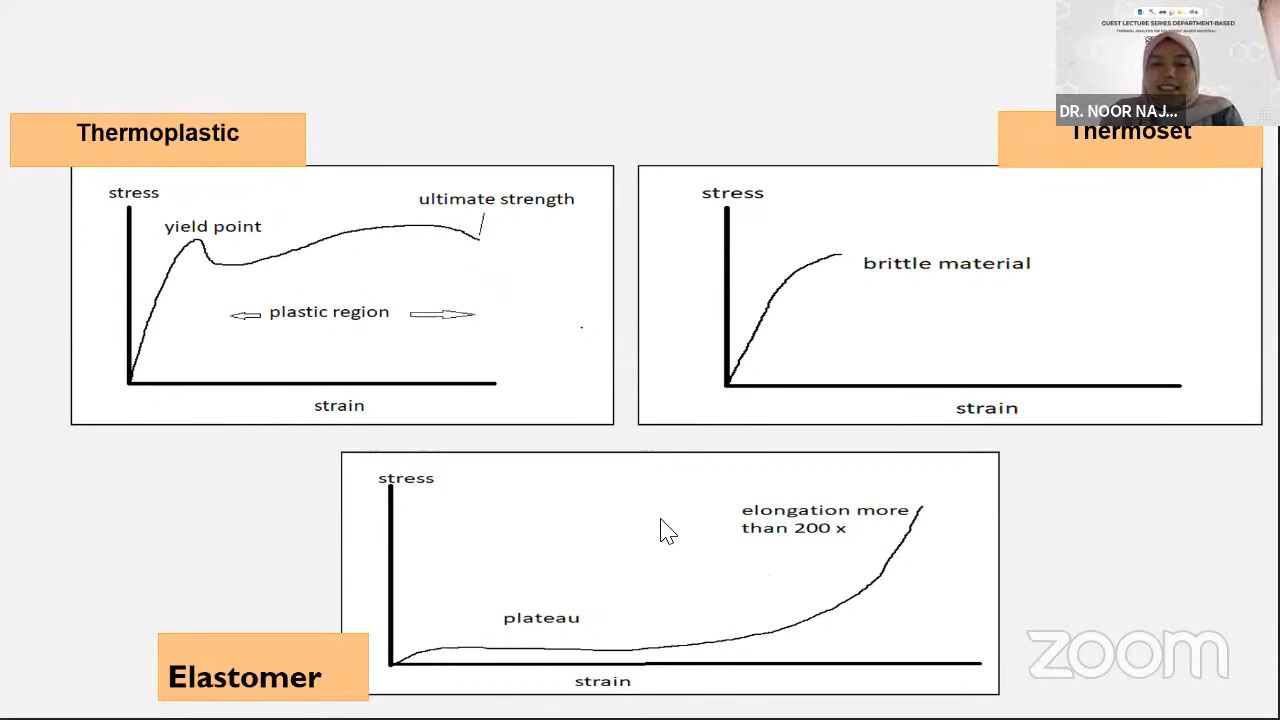 GUEST LECTURE SERIES DEPARTMENT-BASED
DR. NOOR NAJ...
Thermoplastic
Thermoset
stress
yield point
ultimate strength
plastic region
strain
stress
brittle material
strain
stress
elongation more
than 200 x
plateau
strain
Elastomer
zoom